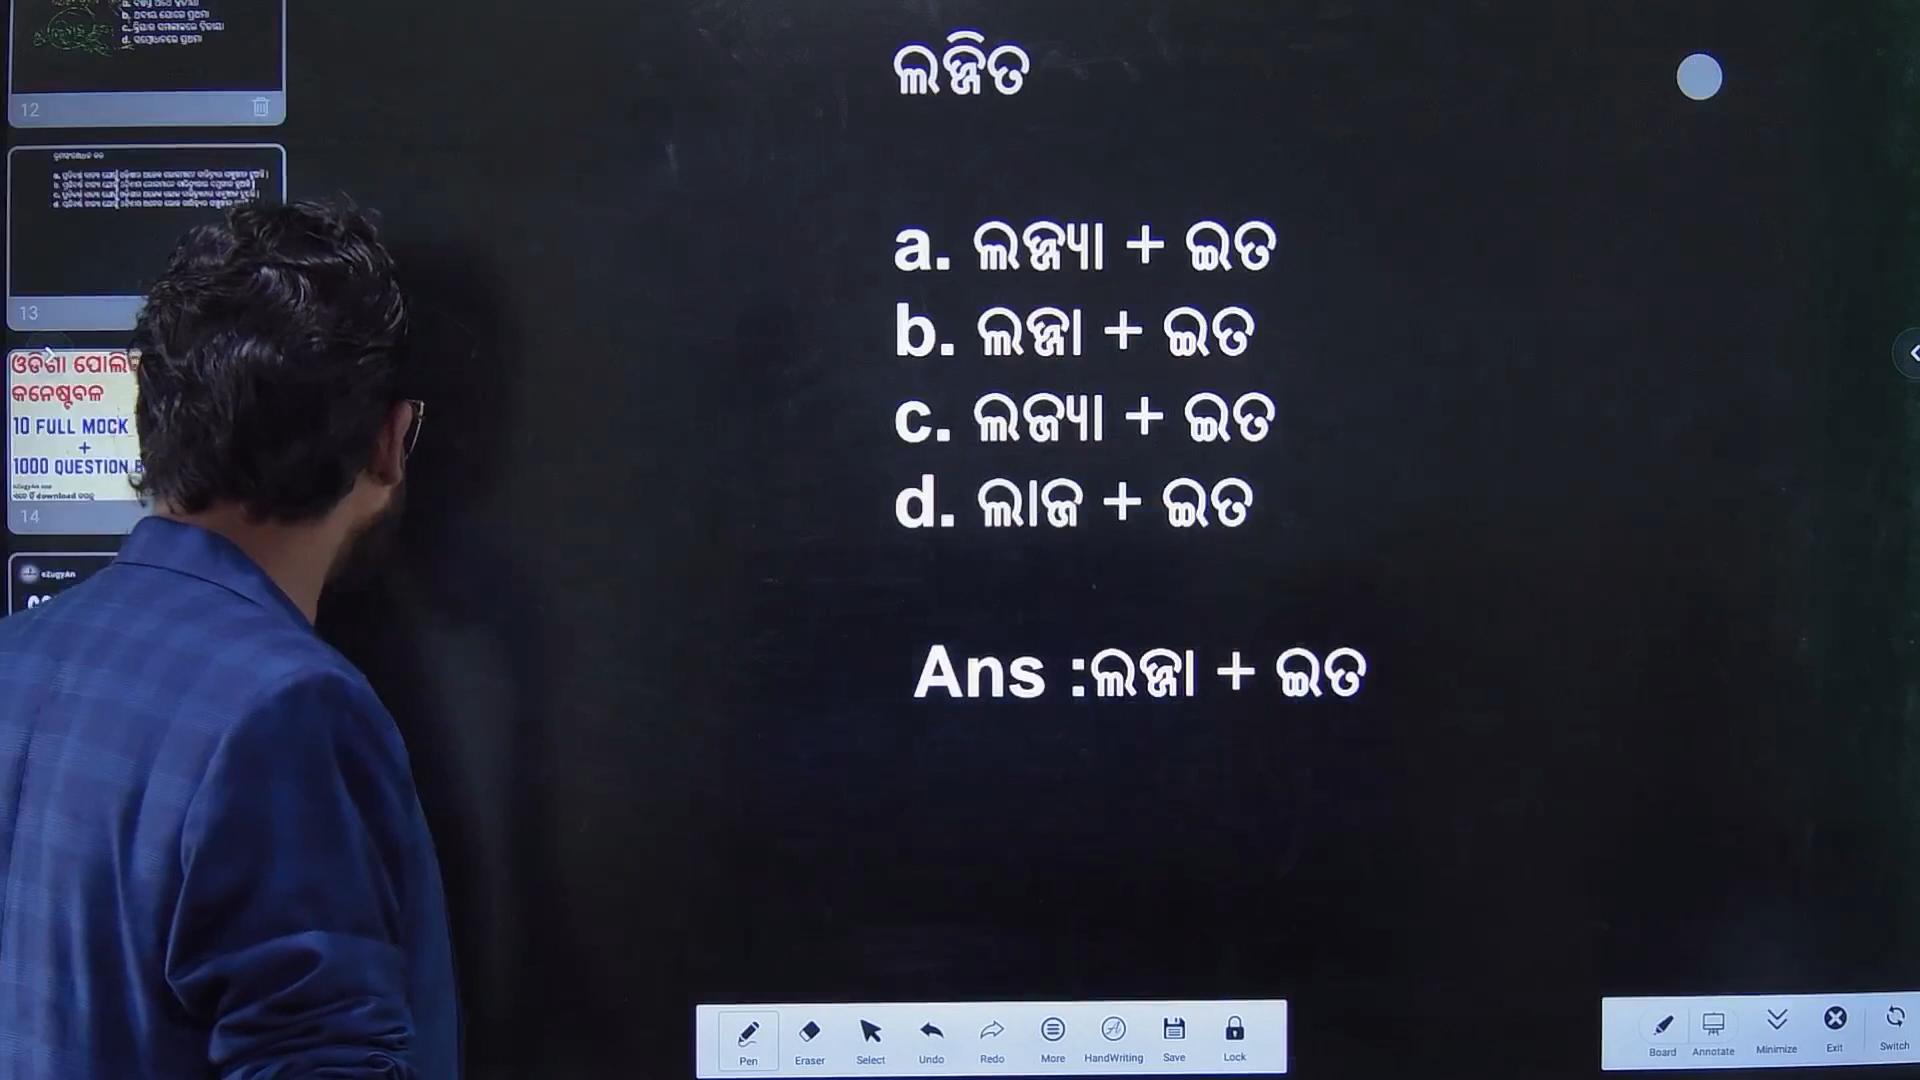 ଲଜ୍ଜିତ
a. ଲଜ୍ଜ୍ୟା + ଇତ
b. ଲଜ୍ଜା + ଇତ
c. ଲଜ୍ୟା + ଇତ
d. ଲାଜ + ଇତ
Ans :ଲଜ୍ଜା + ଇତ
12
13
ଓଡିଶା ପୋଲି
କନେଷ୍ଟବଳ
10 FULL MOCK
+
1000 QUESTION
14
eZugyAn
Pen
Eraser
Select
Undo
Redo
More
HandWriting
Save
Lock
Board
Annotate
Minimize
Exit
Switch